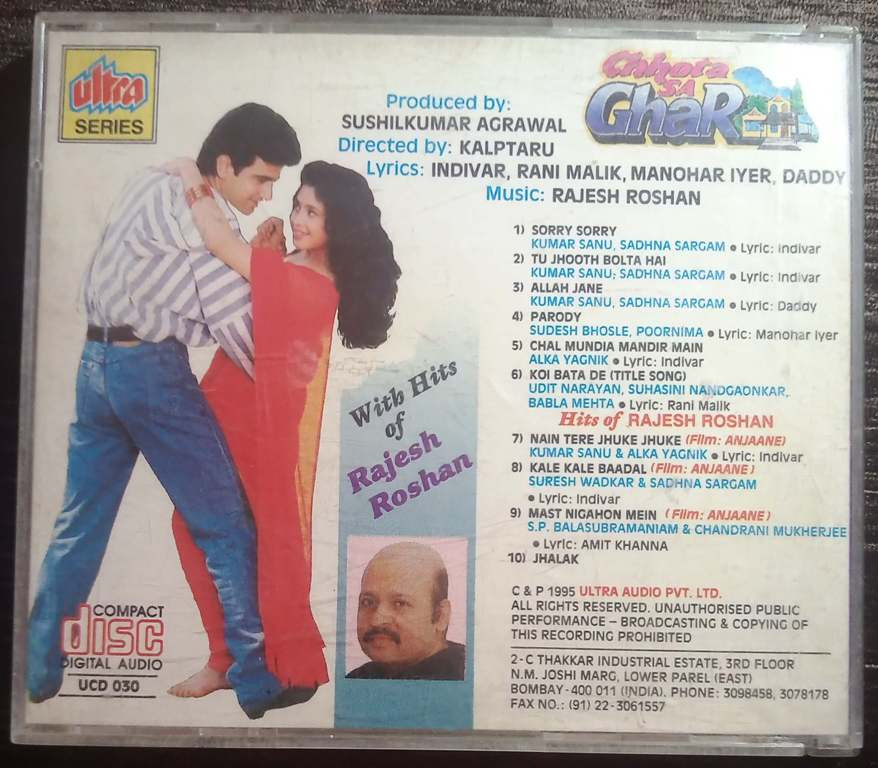 ultra
SERIES
Chhota
SA
GhaR
Produced by:
SUSHILKUMAR AGRAWAL
Directed by: KALPTARU
Lyrics: INDIVAR, RANI MALIK, MANOHAR IYER, DADDY
Music: RAJESH ROSHAN
1) SORRY SORRY
KUMAR SANU, SADHNA SARGAM ● Lyric: Indivar
2) TU JHOOTH BOLTA HAI
KUMAR SANU, SADHNA SARGAM ● Lyric: Indivar
3) ALLAH JANE
KUMAR SANU, SADHNA SARGAM ● Lyric: Daddy
4) PARODY
SUDESH BHOSLE, POORNIMA ● Lyric: Manohar Iyer
5) CHAL MUNDIA MANDIR MAIN
ALKA YAGNIK ● Lyric: Indivar
6) KOI BATA DE (TITLE SONG)
UDIT NARAYAN, SUHASINI NANDGAONKAR,
BABLA MEHTA ● Lyric: Rani Malik
Hits of RAJESH ROSHAN
7) NAIN TERE JHUKE JHUKE (Film: ANJAANE)
KUMAR SANU & ALKA YAGNIK ● Lyric: Indivar
8) KALE KALE BAADAL (Film: ANJAANE)
SURESH WADKAR & SADHNA SARGAM
● Lyric: Indivar
9) MAST NIGAHON MEIN (Film: ANJAANE)
S.P. BALASUBRAMANIAM & CHANDRANI MUKHERJEE
● Lyric: AMIT KHANNA
10) JHALAK
With Hits
of
Rajesh
Roshan
COMPACT
disc
DIGITAL AUDIO
UCD 030
C & P 1995 ULTRA AUDIO PVT. LTD.
ALL RIGHTS RESERVED. UNAUTHORISED PUBLIC
PERFORMANCE – BROADCASTING & COPYING OF
THIS RECORDING PROHIBITED
2-C THAKKAR INDUSTRIAL ESTATE, 3RD FLOOR
N.M. JOSHI MARG, LOWER PAREL (EAST)
BOMBAY-400 011 (INDIA). PHONE: 3098458, 3078178
FAX NO.: (91) 22-3061557